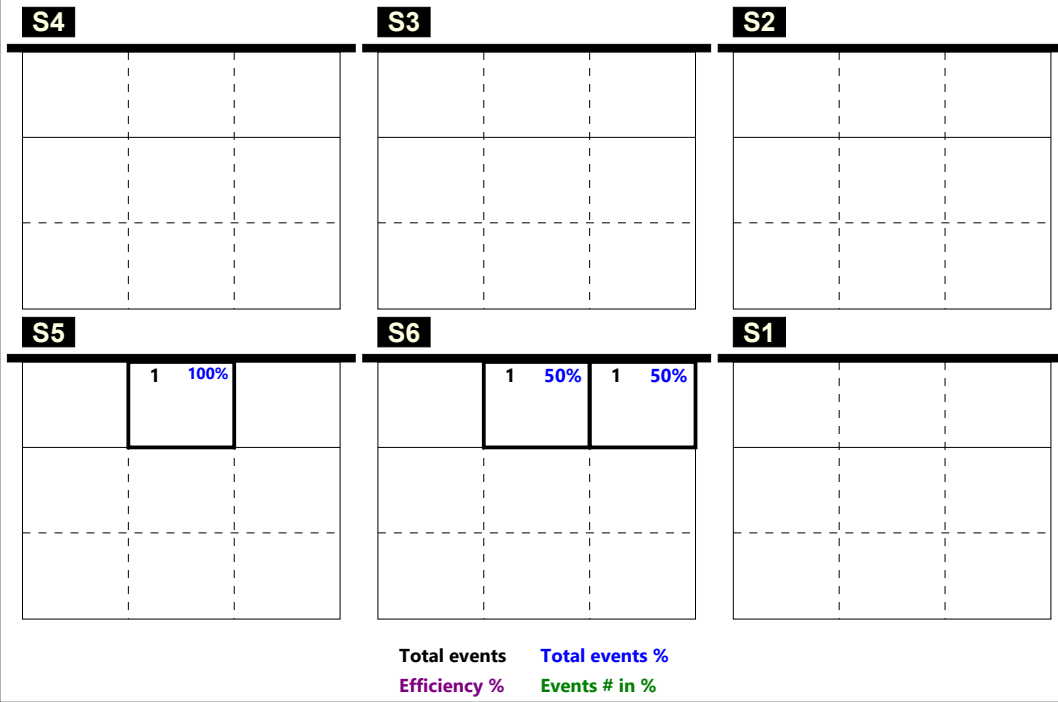 S4 S3 S2
S5 S6 S1
1 100% 1 50% 1 50%
Total events Total events %
Efficiency % Events # in %